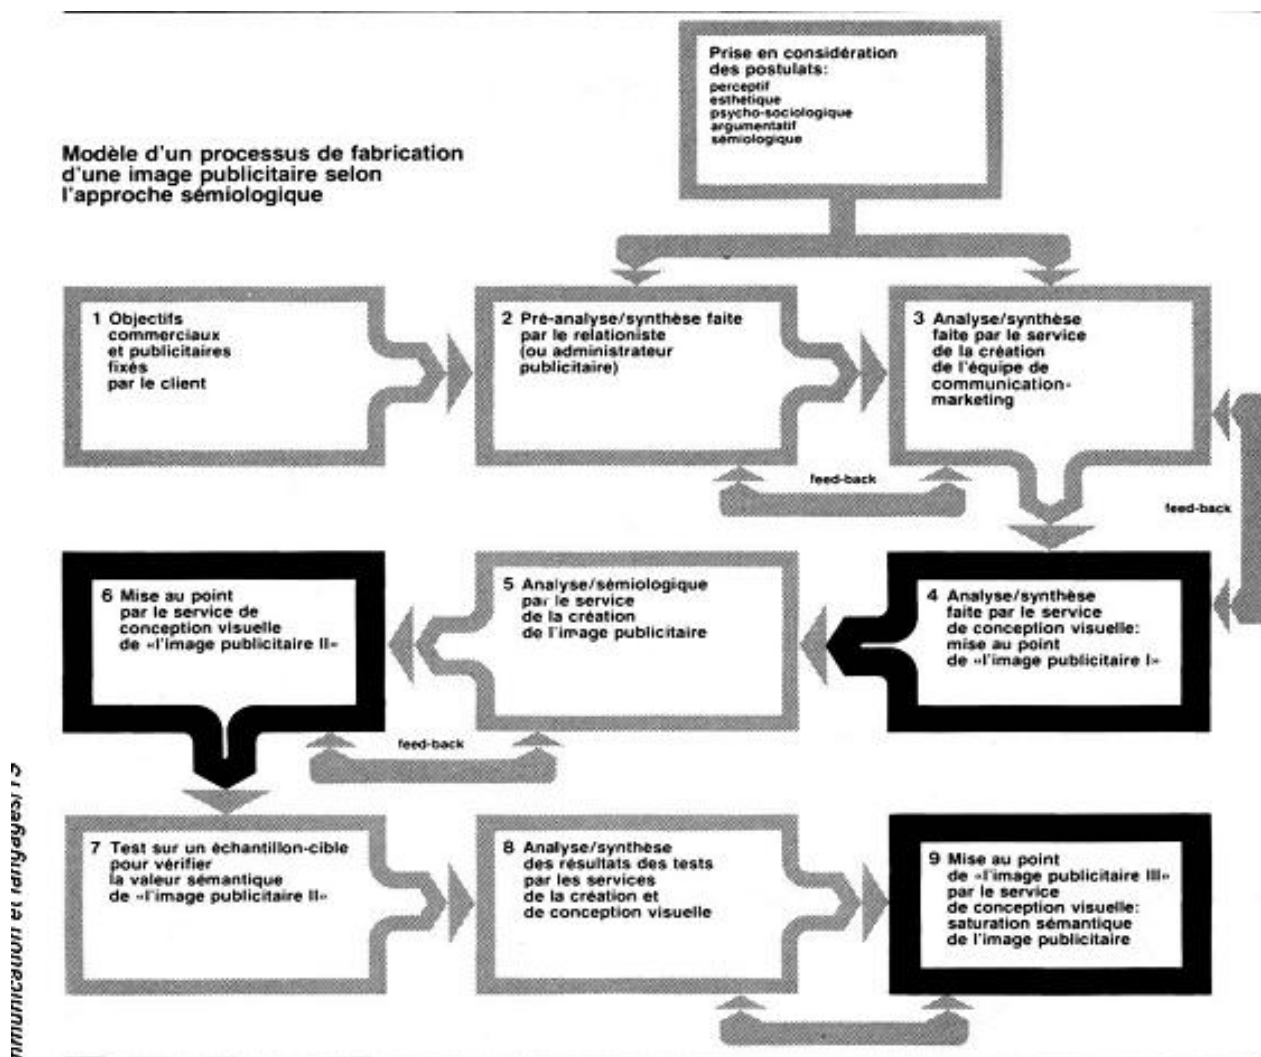 Prise en considération
des postulats:
perceptif
esthétique
psycho-sociologique
argumentatif
sémiologique
Modèle d'un processus de fabrication
d'une image publicitaire selon
l'approche sémiologique
1 Objectifs
commerciaux
et publicitaires
fixés
par le client
2 Pré-analyse/synthèse faite
par le relationiste
(ou administrateur
publicitaire)
3 Analyse/synthèse
faite par le service
de la création
de l'équipe de
communication-
marketing
feed-back
feed-back
4 Analyse/synthèse
faite par le service
de conception visuelle:
mise au point
de «l'image publicitaire I»
5 Analyse/sémiologique
par le service
de la création
de l'image publicitaire
6 Mise au point
par le service de
conception visuelle
de «l'image publicitaire II»
feed-back
7 Test sur un échantillon-cible
pour vérifier
la valeur sémantique
de «l'image publicitaire II»
8 Analyse/synthèse
des résultats des tests
par les services
de la création et
de conception visuelle
9 Mise au point
de «l'image publicitaire III»
par le service
de conception visuelle:
saturation sémantique
de l'image publicitaire
et langages